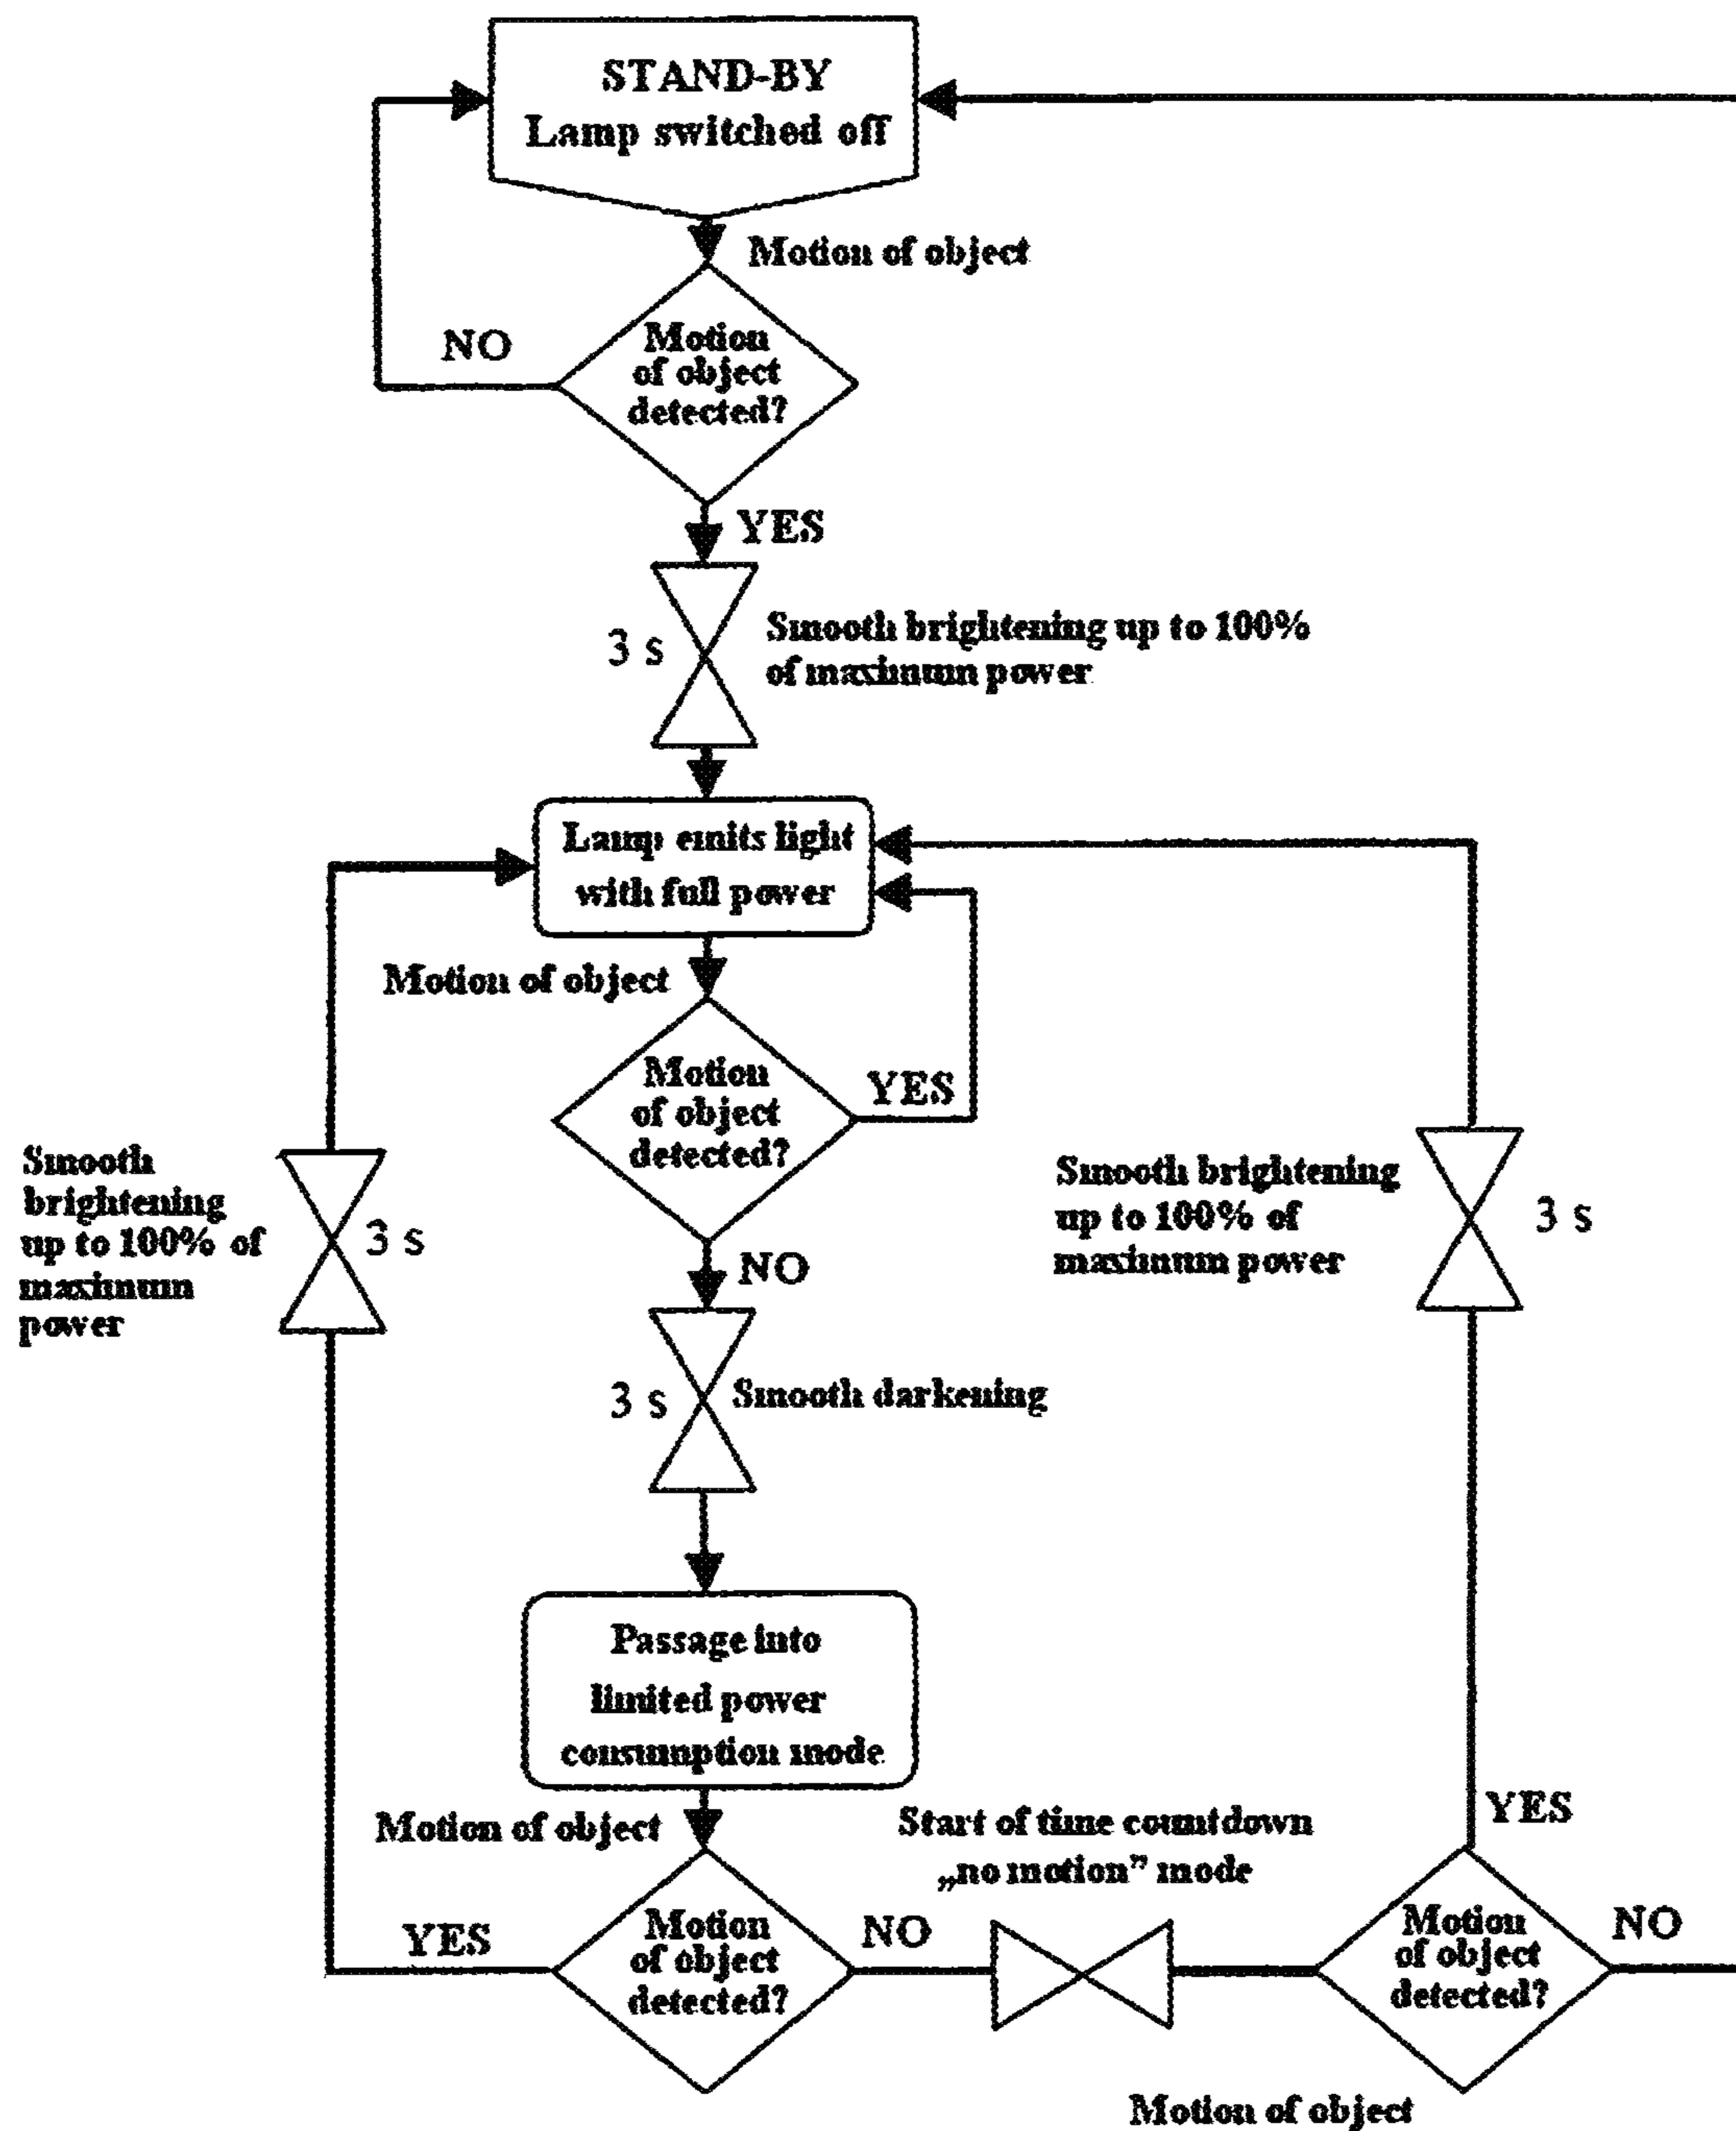 STAND-BY
Lamp switched off
Motion of object
NO
Motion
of object
detected?
YES
3 s
Smooth brightening up to 100%
of maximum power
Lamp emits light
with full power
Motion of object
Motion
of object
detected?
YES
Smooth
brightening
up to 100% of
maximum
power
3 s
Smooth brightening
up to 100% of
maximum power
3 s
NO
3 s
Smooth darkening
Passage into
limited power
consumption mode
Motion of object
Start of time countdown
„no motion” mode
YES
YES
Motion
of object
detected?
NO
Motion
of object
detected?
NO
Motion of object